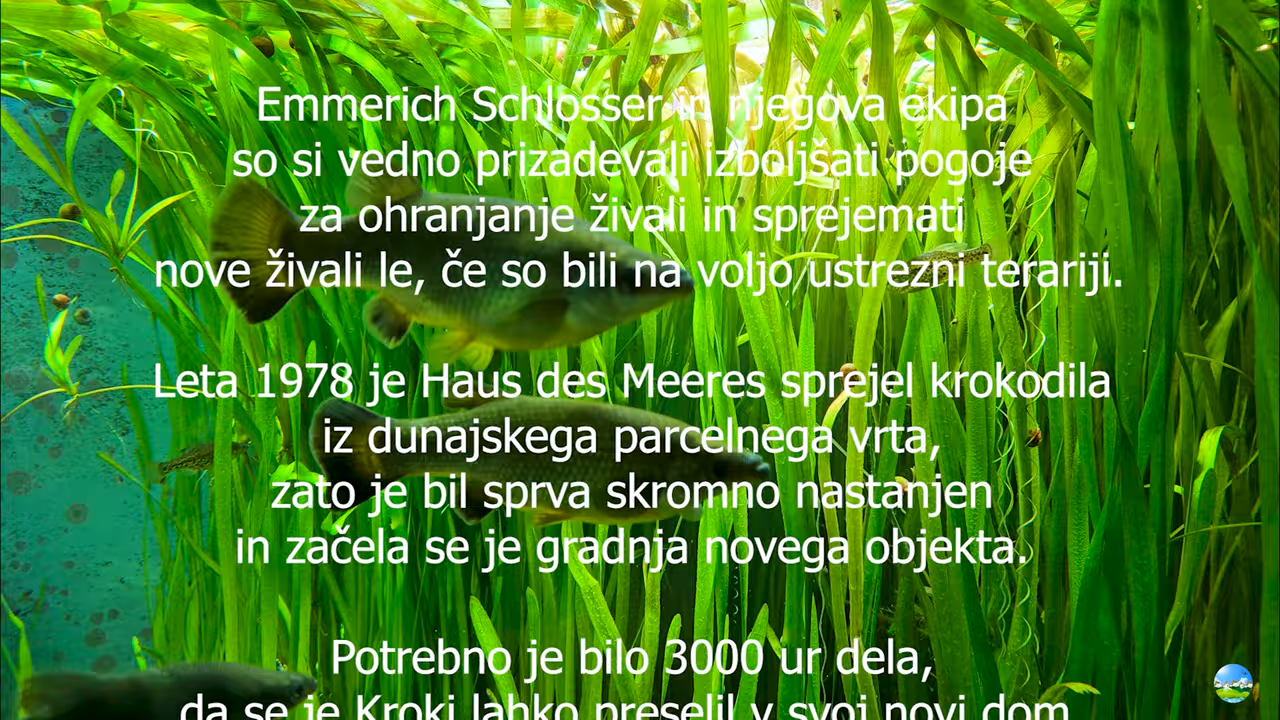 Emmerich Schlosser in njegova ekipa
so si vedno prizadevali izboljšati pogoje
za ohranjanje živali in sprejemati
nove živali le, če so bili na voljo ustrezni terariji.
Leta 1978 je Haus des Meeres sprejel krokodila
iz dunajskega parcelnega vrta,
zato je bil sprva skromno nastanjen
in začela se je gradnja novega objekta.
Potrebno je bilo 3000 ur dela,
da se je Kroki lahko preselil v svoj novi dom